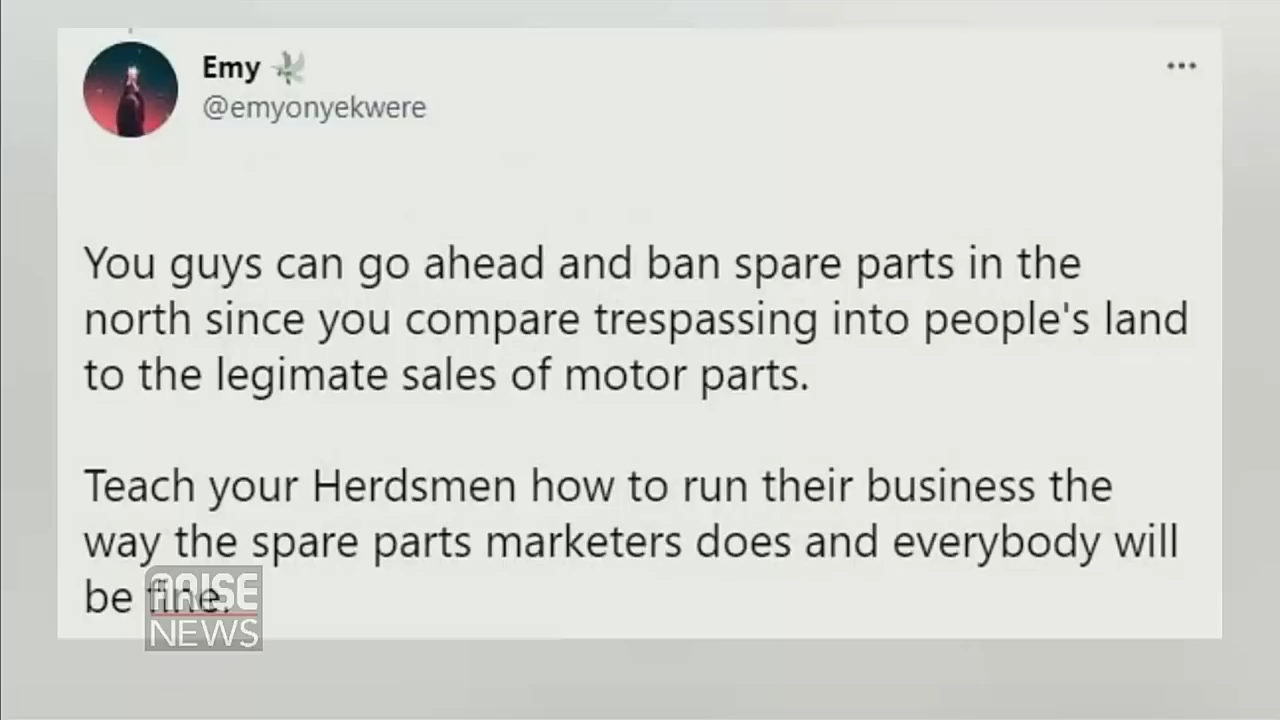 Emy
@emyonyekwere
You guys can go ahead and ban spare parts in the
north since you compare trespassing into people's land
to the legimate sales of motor parts.
Teach your Herdsmen how to run their business the
way the spare parts marketers does and everybody will
be fine.
ARISE
NEWS